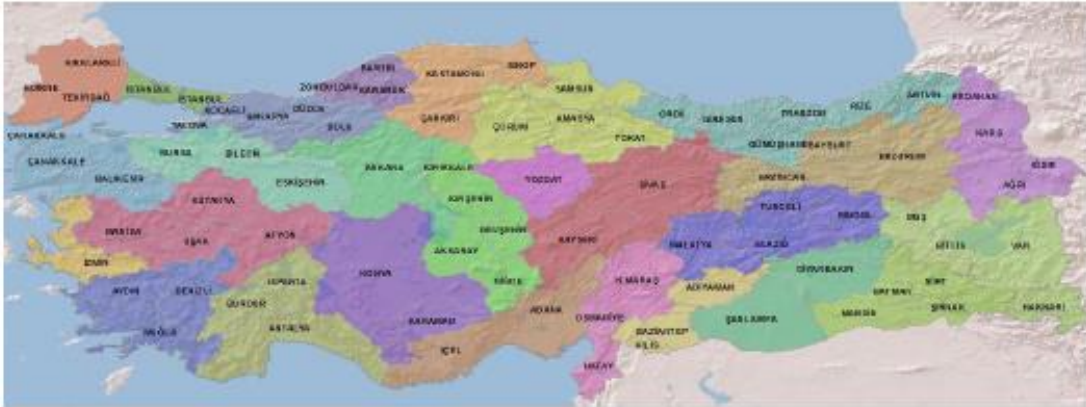 KIRKLARELİ
EDİRNE
TEKİRDAĞ
İSTANBUL
İSTANBUL
KOCAELİ
YALOVA
SAKARYA
DÜZCE
ZONGULDAK
BARTIN
KARABÜK
BOLU
KASTAMONU
SİNOP
ÇANKIRI
SAMSUN
ÇORUM
AMASYA
TOKAT
ORDU
GİRESUN
TRABZON
RİZE
ARTVİN
ARDAHAN
KARS
IĞDIR
AĞRI
GÜMÜŞHANE
BAYBURT
ERZURUM
ERZİNCAN
ÇANAKKALE
ÇANAKKALE
BALIKESİR
BURSA
BİLECİK
ESKİŞEHİR
ANKARA
KIRIKKALE
KIRŞEHİR
YOZGAT
SİVAS
TUNCELİ
BİNGÖL
MUŞ
BİTLİS
VAN
KÜTAHYA
MANİSA
UŞAK
AFYON
İZMİR
AYDIN
DENİZLİ
MUĞLA
ISPARTA
BURDUR
ANTALYA
KONYA
KARAMAN
AKSARAY
NEVŞEHİR
NİĞDE
KAYSERİ
MALATYA
ELAZIĞ
DİYARBAKIR
BATMAN
SİİRT
ŞIRNAK
HAKKARİ
MARDİN
ŞANLIURFA
ADIYAMAN
K.MARAŞ
OSMANİYE
ADANA
İÇEL
GAZİANTEP
KİLİS
HATAY